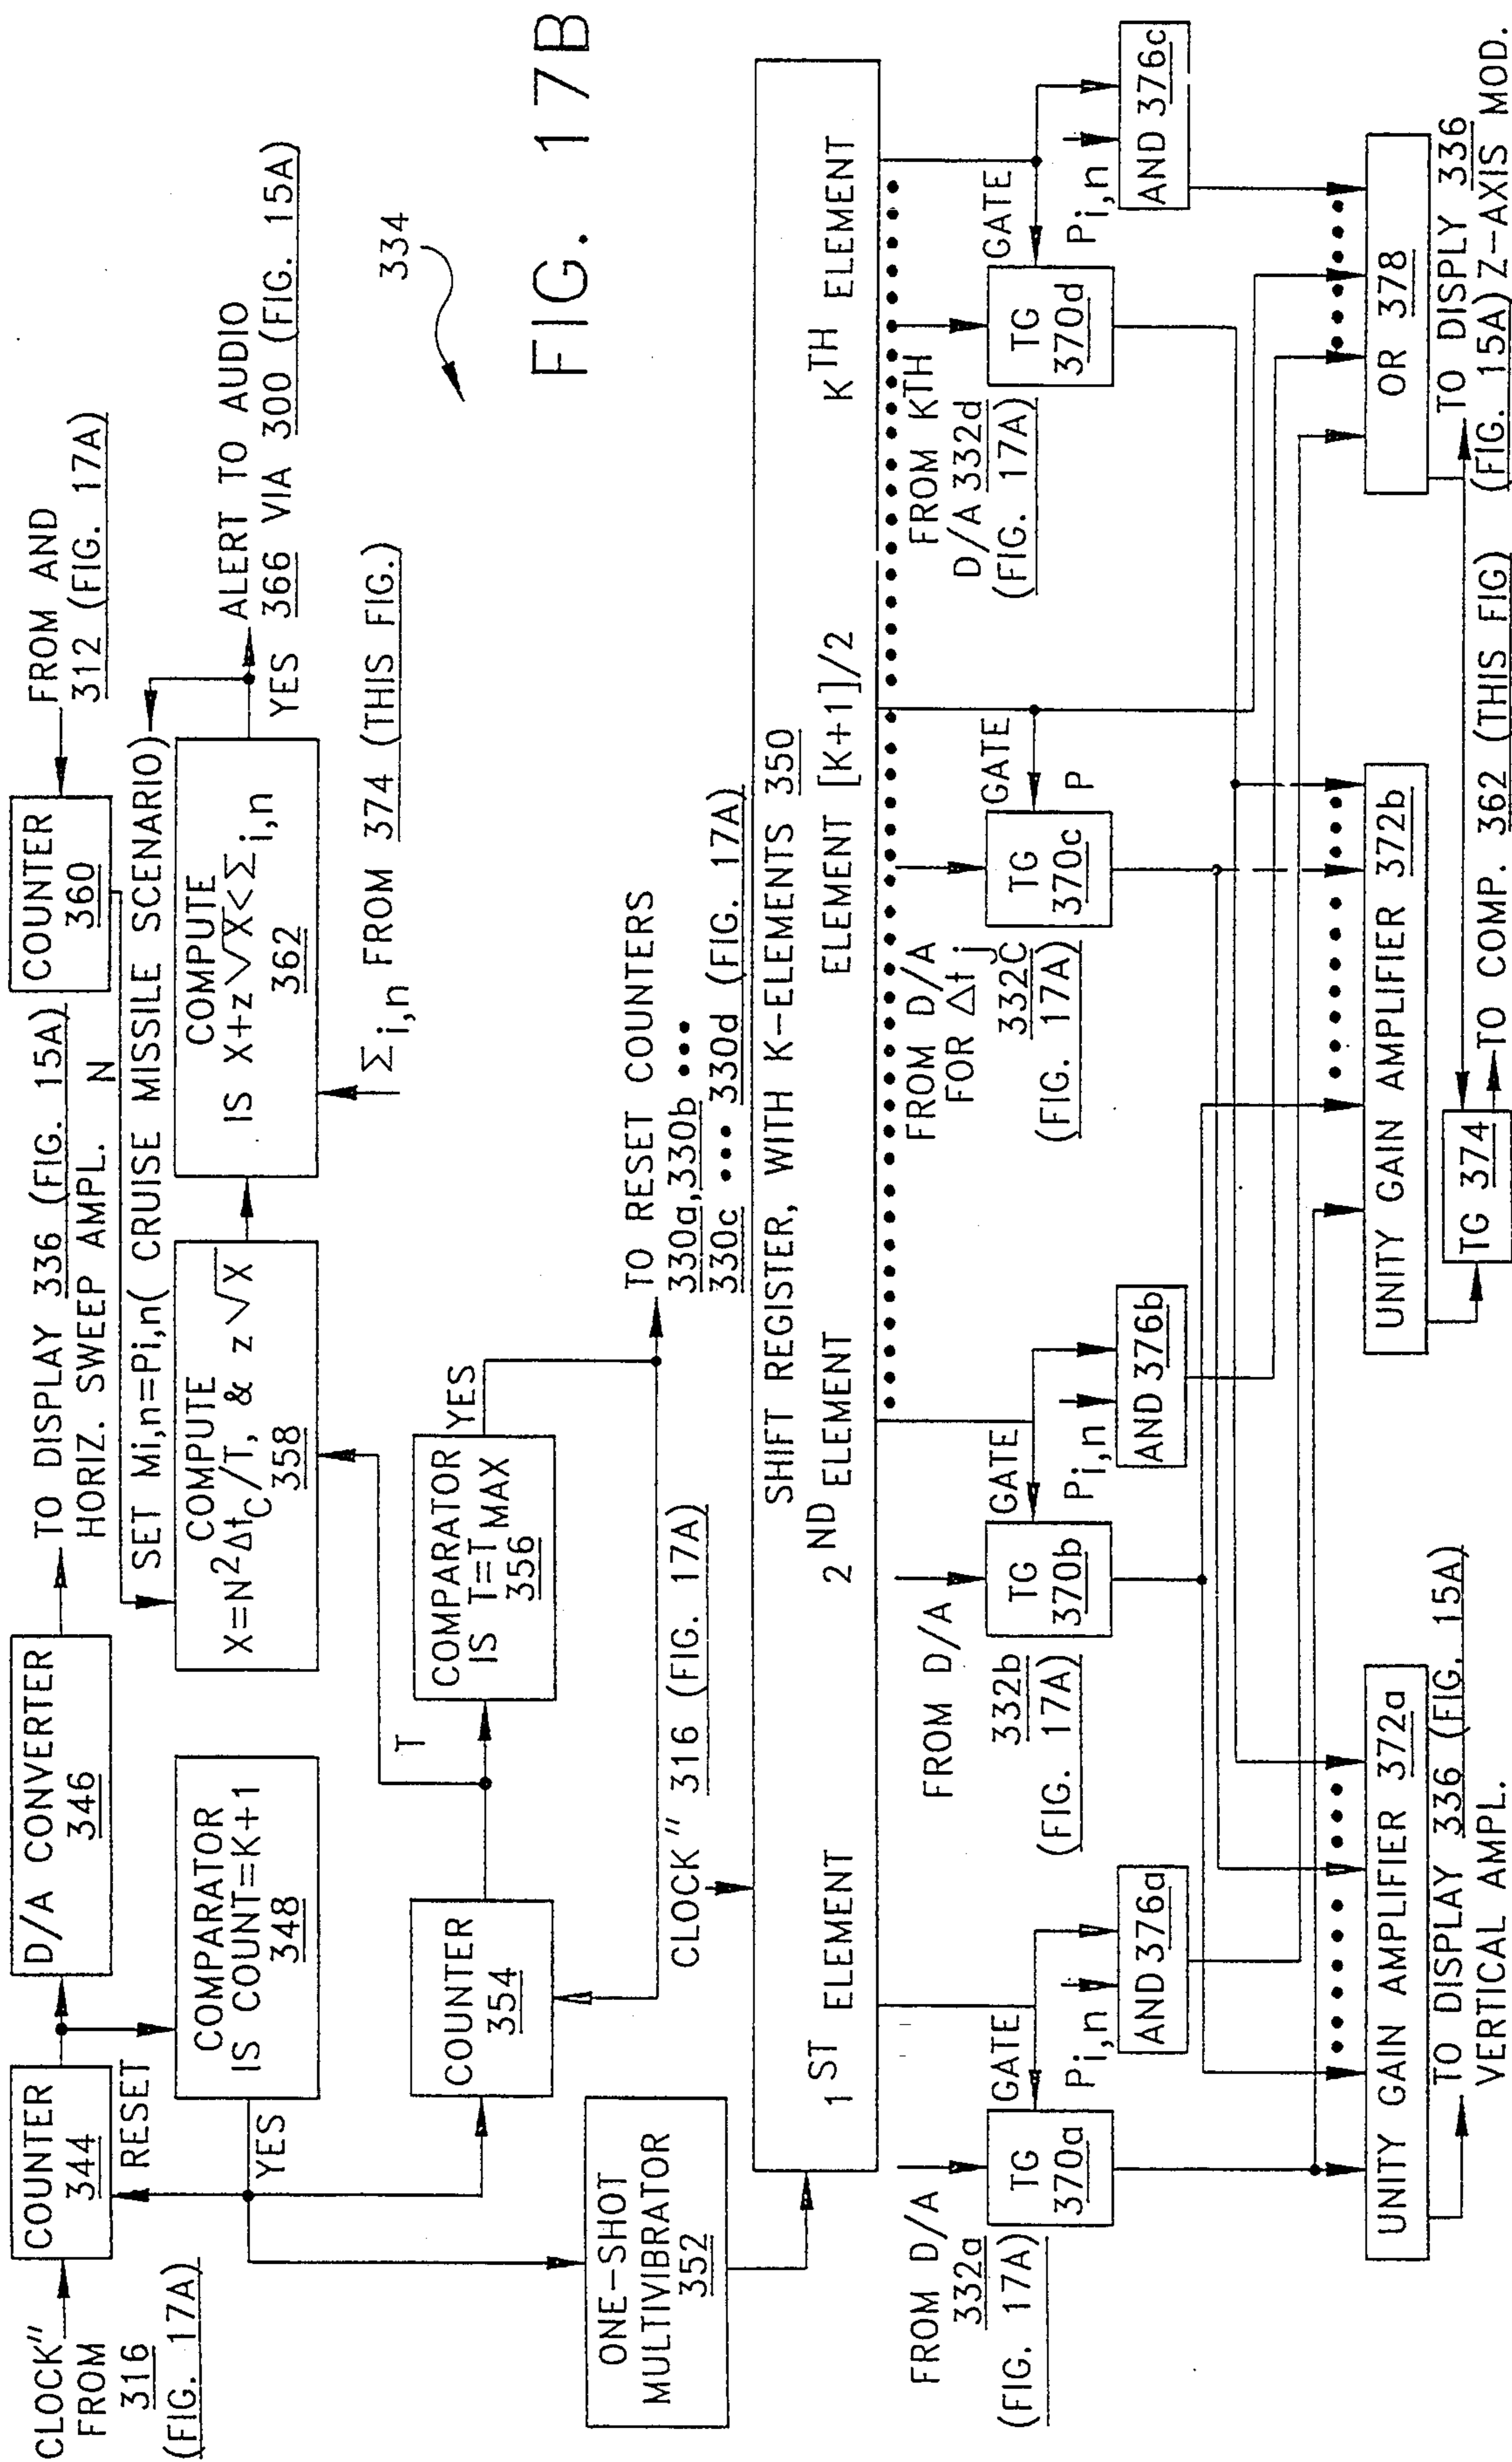 FIG. 17B
334
CLOCK"
FROM
316
(FIG. 17A)
COUNTER
344
RESET
D/A CONVERTER
346
TO DISPLAY 336 (FIG. 15A)
HORIZ. SWEEP AMPL.
N
COUNTER
360
FROM AND
312 (FIG. 17A)
COMPARATOR
IS COUNT=K+1
348
YES
SET Mi,n=Pi,n( CRUISE MISSILE SCENARIO)
COMPUTE
X=N²Δt_C/T, & z√X
358
COMPUTE
IS X+z√X<Σi,n
362
ALERT TO AUDIO
YES 366 VIA 300 (FIG. 15A)
Σi,n FROM 374 (THIS FIG.)
T
COUNTER
354
COMPARATOR
IS T=T MAX
356
YES
TO RESET COUNTERS
330a,330b ••••
330c ••• 330d (FIG. 17A)
ONE-SHOT
MULTIVIBRATOR
352
CLOCK" 316 (FIG. 17A)
SHIFT REGISTER, WITH K-ELEMENTS 350
1ST ELEMENT
2ND ELEMENT
ELEMENT [K+1]/2
KTH ELEMENT
FROM D/A
332a
(FIG. 17A)
TG
370a
GATE
Pi,n
AND 376a
FROM D/A
332b
(FIG. 17A)
TG
370b
GATE
Pi,n
AND 376b
FROM D/A
FOR Δt j
332C
(FIG. 17A)
TG
370c
GATE
P
FROM KTH
D/A 332d
(FIG. 17A)
TG
370d
GATE
Pi,n
AND 376c
UNITY GAIN AMPLIFIER 372a
TO DISPLAY 336 (FIG. 15A)
VERTICAL AMPL.
UNITY GAIN AMPLIFIER 372b
TG 374
TO COMP. 362 (THIS FIG)
OR 378
TO DISPLY 336
(FIG. 15A) Z-AXIS MOD.